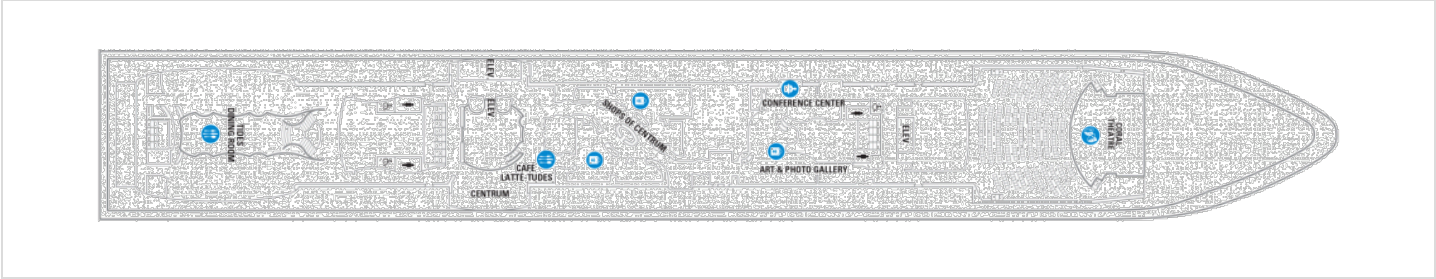 ELEV
ELEV
SHOPS OF CENTRUM
CONFERENCE CENTER
TIDES
DINING ROOM
ELEV.
CORAL
THEATRE
CAFÉ
LATTE-TUDES
ART & PHOTO GALLERY
CENTRUM